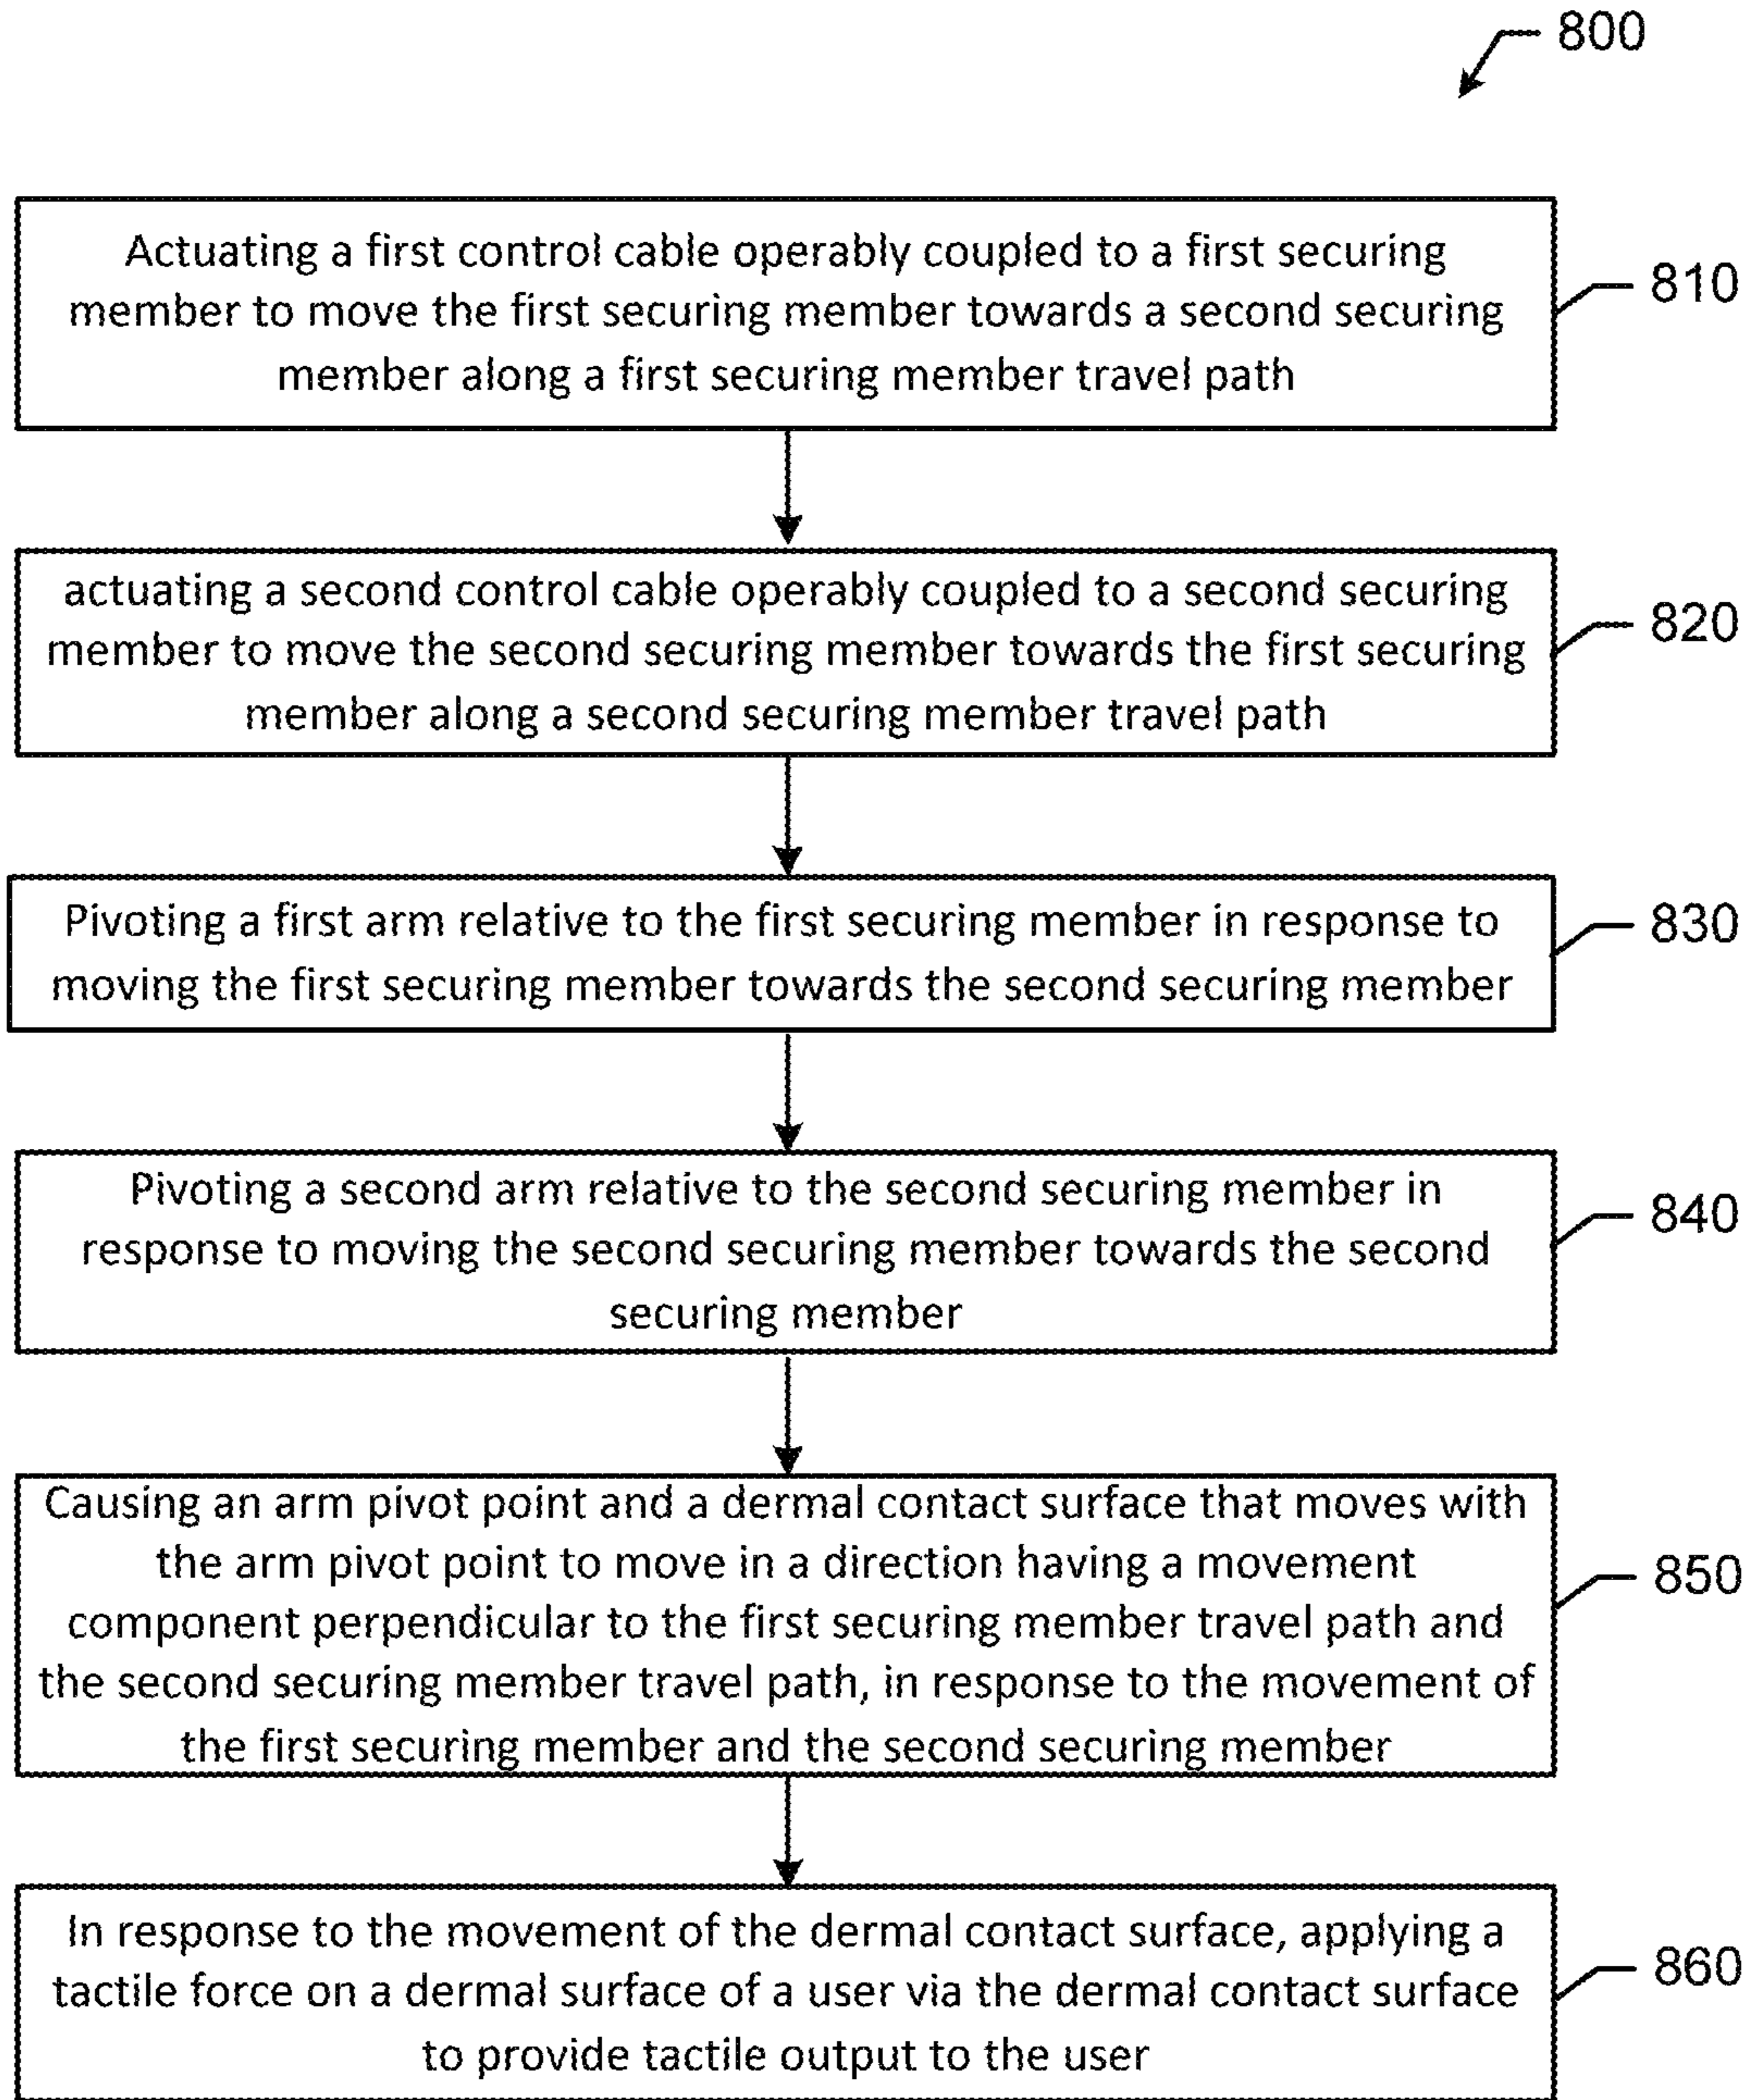 800
Actuating a first control cable operably coupled to a first securing
member to move the first securing member towards a second securing
member along a first securing member travel path
810
actuating a second control cable operably coupled to a second securing
member to move the second securing member towards the first securing
member along a second securing member travel path
820
Pivoting a first arm relative to the first securing member in response to
moving the first securing member towards the second securing member
830
Pivoting a second arm relative to the second securing member in
response to moving the second securing member towards the second
securing member
840
Causing an arm pivot point and a dermal contact surface that moves with
the arm pivot point to move in a direction having a movement
component perpendicular to the first securing member travel path and
the second securing member travel path, in response to the movement of
the first securing member and the second securing member
850
In response to the movement of the dermal contact surface, applying a
tactile force on a dermal surface of a user via the dermal contact surface
to provide tactile output to the user
860